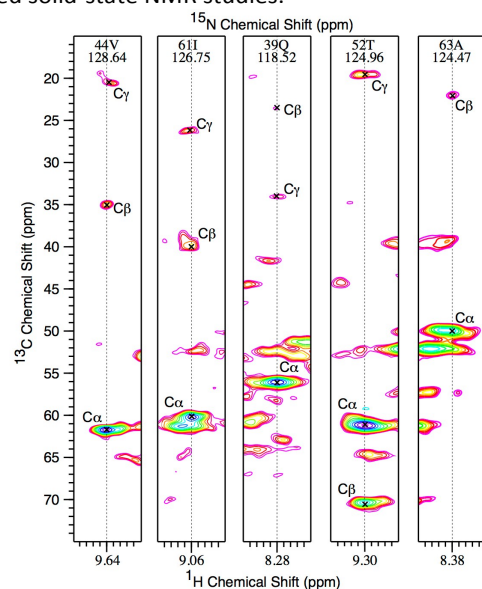 ed solid-state NMR studies.
15N Chemical Shift (ppm)
44V 61I 39Q 52T 63A
128.64 126.75 118.52 124.96 124.47
13C Chemical Shift (ppm)
20
25
30
35
40
45
50
55
60
65
70
Cγ
Cβ
Cα
Cγ
Cβ
Cα
Cβ
Cγ
Cα
Cγ
Cα
Cβ
Cβ
Cα
9.64 9.06 8.28 9.30 8.38
1H Chemical Shift (ppm)